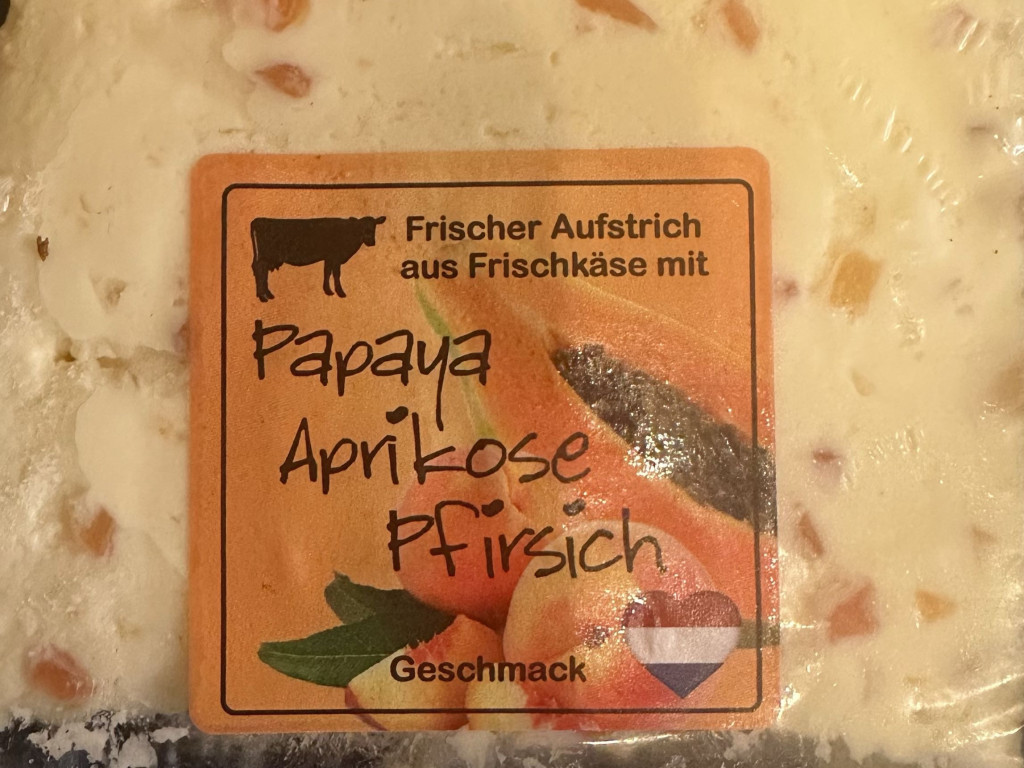 Frischer Aufstrich
aus Frischkäse mit
Papaya
Aprikose
Pfirsich
Geschmack